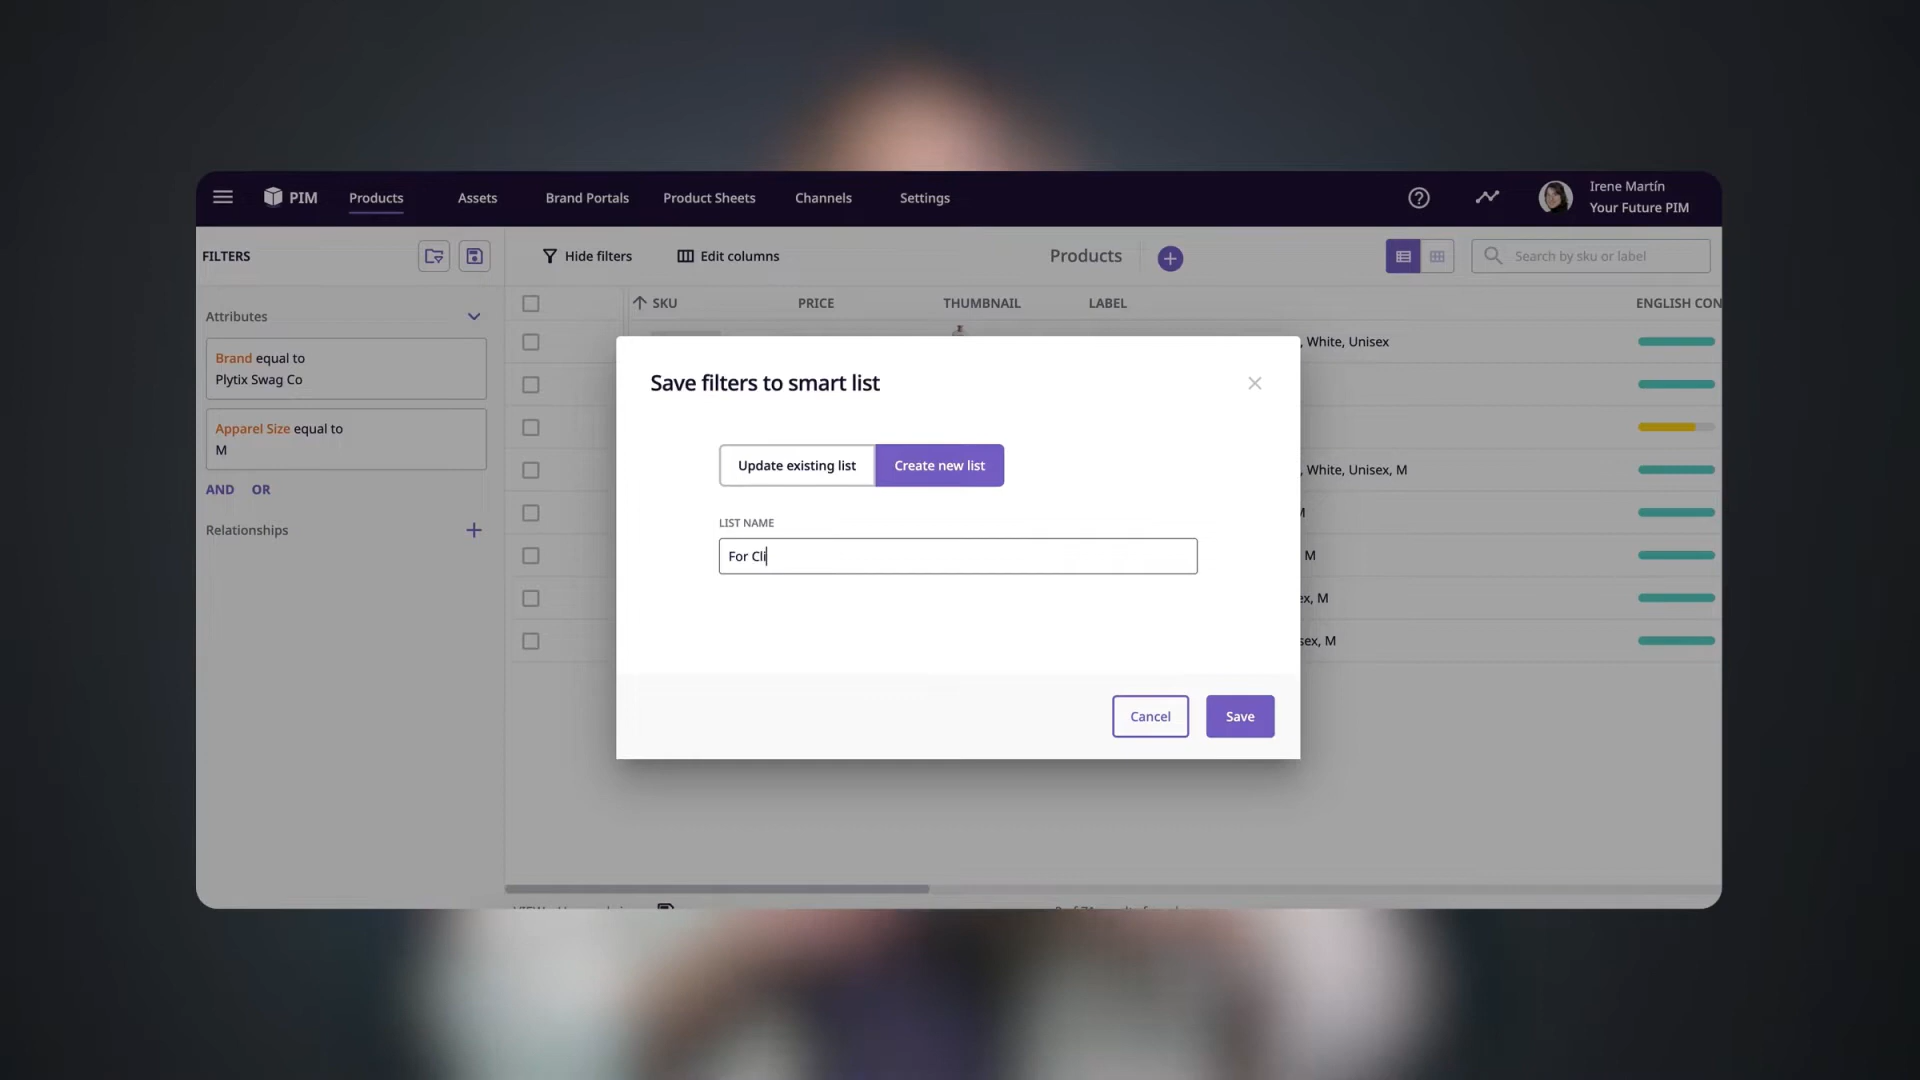 PIM
Products
Assets
Brand Portals
Product Sheets
Channels
Settings
Irene Martín
Your Future PIM
FILTERS
Hide filters
Edit columns
Products
Search by sku or label
Attributes
SKU
PRICE
THUMBNAIL
LABEL
ENGLISH CON
Brand equal to
Plytix Swag Co
Apparel Size equal to
M
AND OR
Relationships
, White, Unisex
, White, Unisex, M
M
ex, M
sex, M
Save filters to smart list
Update existing list
Create new list
LIST NAME
For Cli
Cancel
Save